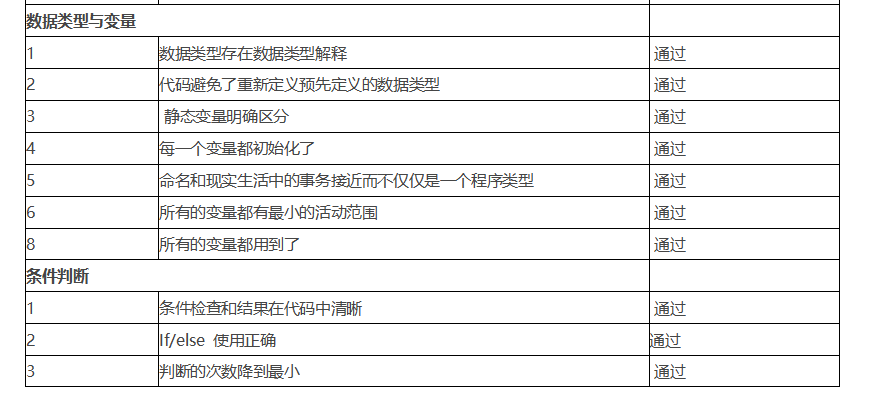 数据类型与变量
1 数据类型存在数据类型解释 通过
2 代码避免了重新定义预先定义的数据类型 通过
3 静态变量明确区分 通过
4 每一个变量都初始化了 通过
5 命名和现实生活中的事务接近而不仅仅是一个程序类型 通过
6 所有的变量都有最小的活动范围 通过
8 所有的变量都用到了 通过
条件判断
1 条件检查和结果在代码中清晰 通过
2 If/else 使用正确 通过
3 判断的次数降到最小 通过